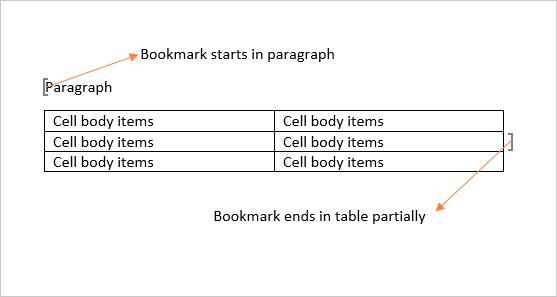 Bookmark starts in paragraph
Paragraph
Cell body items Cell body items
Cell body items Cell body items
Cell body items Cell body items
Bookmark ends in table partially